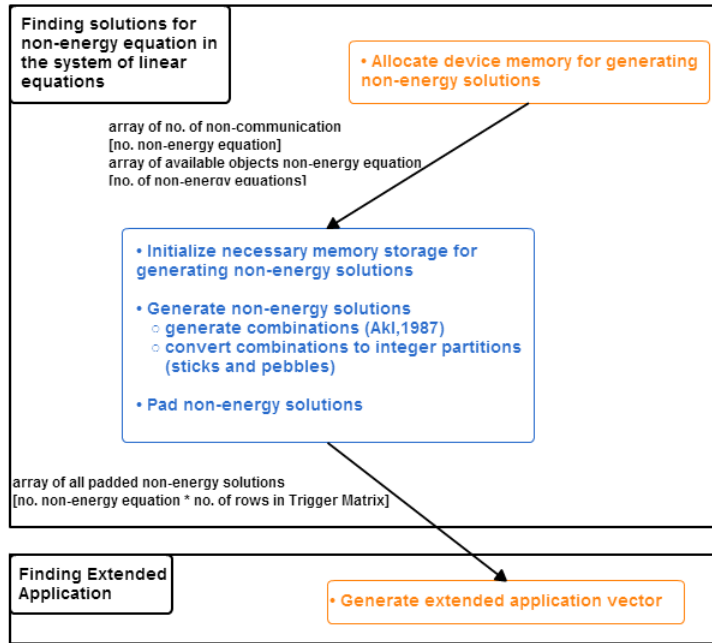 Finding solutions for
non-energy equation in
the system of linear
equations
• Allocate device memory for generating
non-energy solutions
array of no. of non-communication
[no. non-energy equation]
array of available objects non-energy equation
[no. of non-energy equations]
• Initialize necessary memory storage for
generating non-energy solutions
• Generate non-energy solutions
○ generate combinations (Akl,1987)
○ convert combinations to integer partitions
(sticks and pebbles)
• Pad non-energy solutions
array of all padded non-energy solutions
[no. non-energy equation * no. of rows in Trigger Matrix]
Finding Extended
Application
• Generate extended application vector